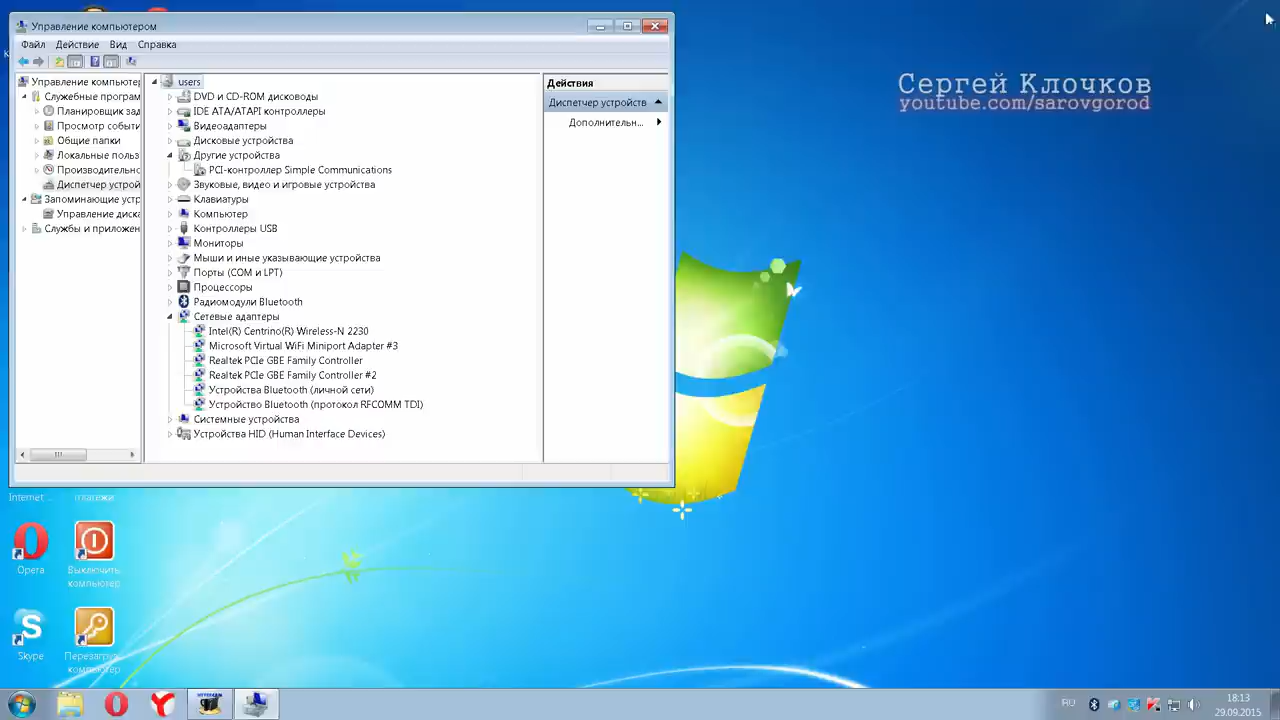 Управление компьютером
Файл Действие Вид Справка
Управление компьютер
Служебные програм
Планировщик зад
Просмотр событи
Общие папки
Локальные польз
Производительно
Диспетчер устрой
Запоминающие устр
Управление диска
Службы и приложен
users
DVD и CD-ROM дисководы
IDE ATA/ATAPI контроллеры
Видеоадаптеры
Дисковые устройства
Другие устройства
PCI-контроллер Simple Communications
Звуковые, видео и игровые устройства
Клавиатуры
Компьютер
Контроллеры USB
Мониторы
Мыши и иные указывающие устройства
Порты (COM и LPT)
Процессоры
Радиомодули Bluetooth
Сетевые адаптеры
Intel(R) Centrino(R) Wireless-N 2230
Microsoft Virtual WiFi Miniport Adapter #3
Realtek PCIe GBE Family Controller
Realtek PCIe GBE Family Controller #2
Устройства Bluetooth (личной сети)
Устройство Bluetooth (протокол RFCOMM TDI)
Системные устройства
Устройства HID (Human Interface Devices)
Действия
Диспетчер устройств
Дополнительн...
Сергей Клочков
youtube.com/sarovgorod
Internet ...
платежи
Opera
Выключить
компьютер
Skype
Перезагруз
компьютер
RU
18:13
29.09.2015